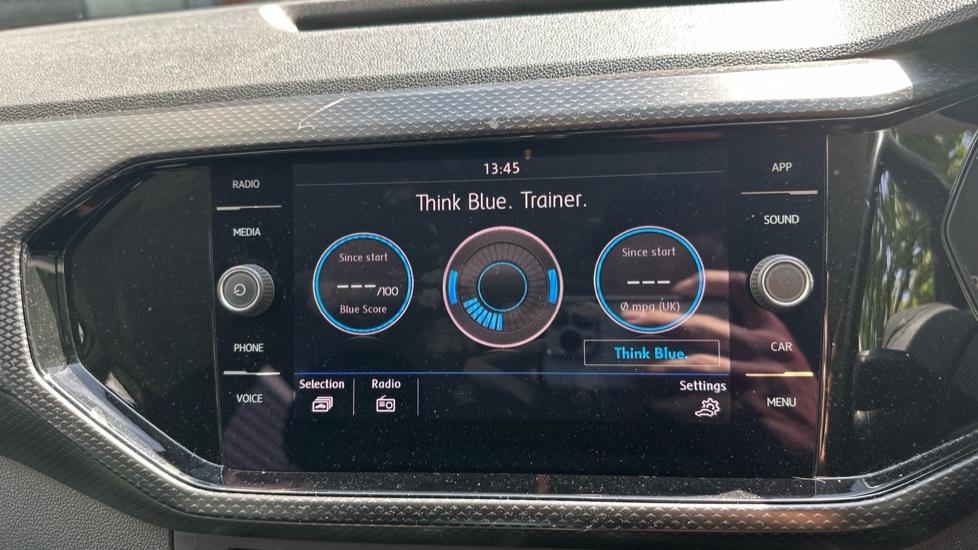 13:45
Think Blue. Trainer.
RADIO
MEDIA
PHONE
VOICE
Since start
---/100
Blue Score
Since start
---
Ø mpg (UK)
Think Blue.
Selection
Radio
Settings
APP
SOUND
CAR
MENU